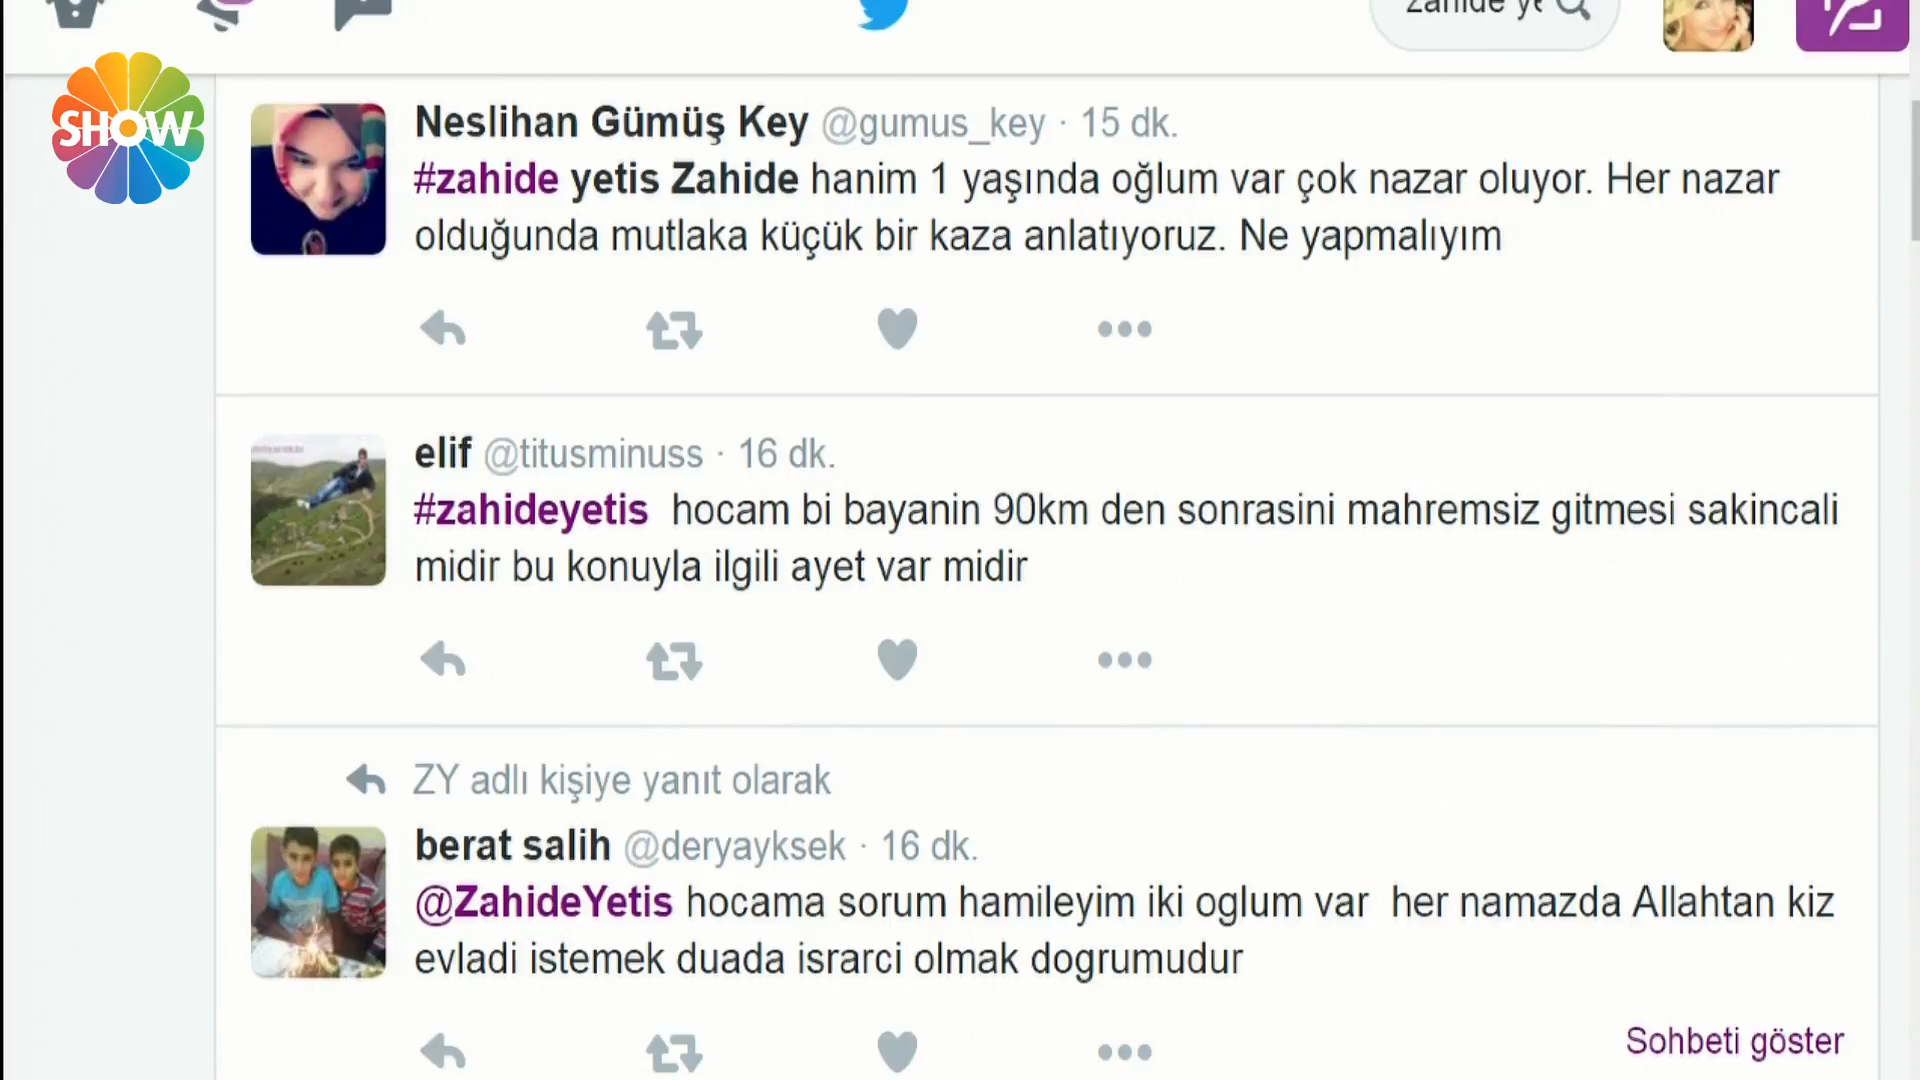 zahide ye
SHOW
Neslihan Gümüş Key @gumus_key · 15 dk.
#zahide yetis Zahide hanim 1 yaşında oğlum var çok nazar oluyor. Her nazar
olduğunda mutlaka küçük bir kaza anlatıyoruz. Ne yapmalıyım
elif @titusminuss · 16 dk.
#zahideyetis hocam bi bayanin 90km den sonrasini mahremsiz gitmesi sakincali
midir bu konuyla ilgili ayet var midir
ZY adlı kişiye yanıt olarak
berat salih @deryayksek · 16 dk.
@ZahideYetis hocama sorum hamileyim iki oglum var her namazda Allahtan kiz
evladi istemek duada israrci olmak dogrumudur
Sohbeti göster